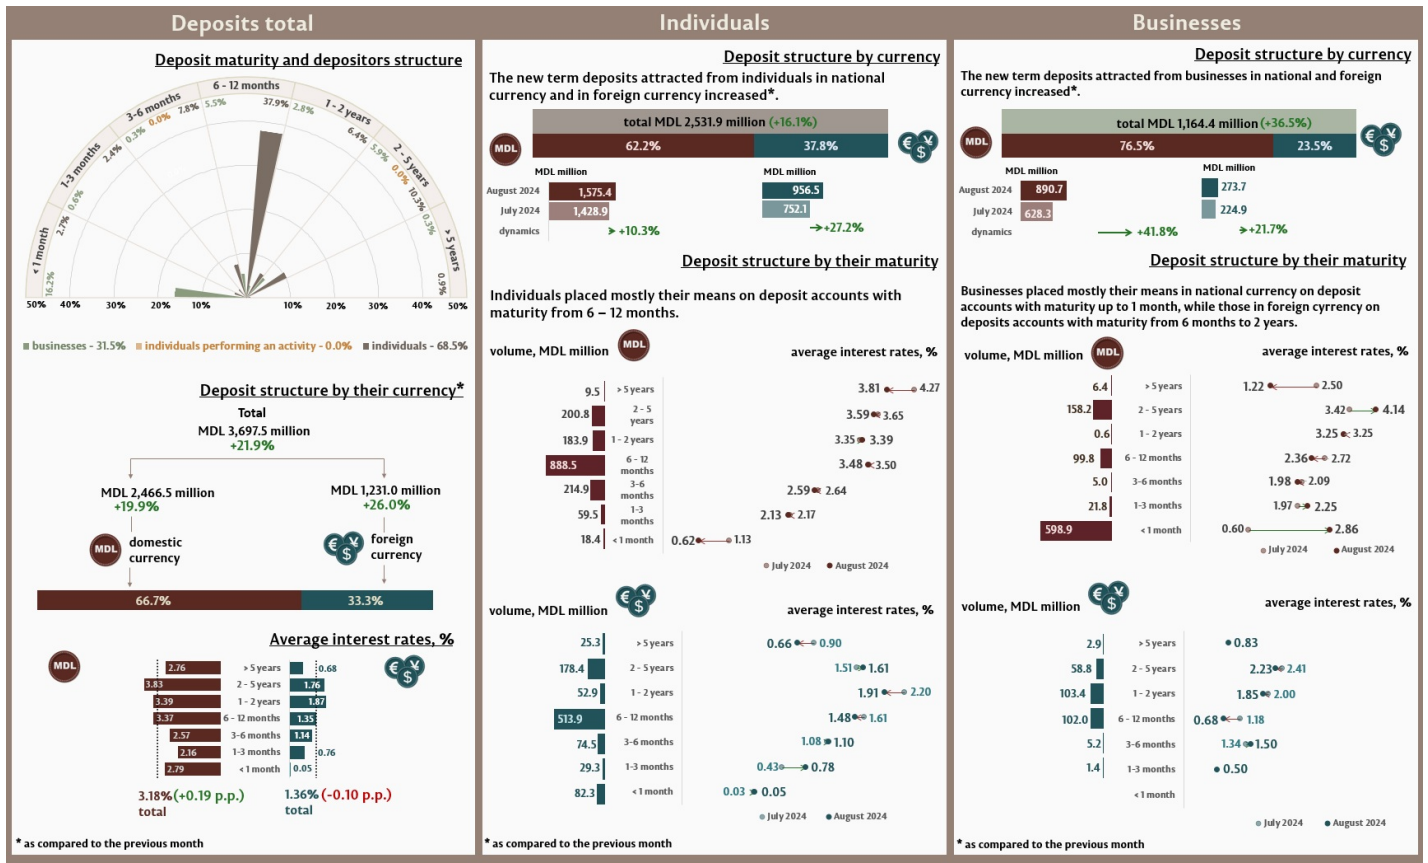 Deposits total
Deposit maturity and depositors structure
6 - 12 months
3-6 months
1 - 2 years
1-3 months
2 - 5 years
< 1 month
> 5 years
16.2%
2.7%
0.6%
2.4%
0.3%
0.0%
7.8%
5.5%
37.9%
2.8%
6.4%
5.9%
0.0%
10.3%
0.3%
0.9%
50% 40% 30% 20% 10% 10% 20% 30% 40% 50%
businesses - 31.5% individuals performing an activity - 0.0% individuals - 68.5%
Deposit structure by their currency*
Total
MDL 3,697.5 million
+21.9%
MDL 2,466.5 million
+19.9%
MDL 1,231.0 million
+26.0%
MDL
domestic
currency
€ ¥ $
foreign
currency
66.7% 33.3%
Average interest rates, %
MDL
€ ¥ $
2.76 > 5 years 0.68
3.83 2 - 5 years 1.76
3.39 1 - 2 years 1.87
3.37 6 - 12 months 1.35
2.57 3-6 months 1.14
2.16 1-3 months 0.76
2.79 < 1 month 0.05
3.18% (+0.19 p.p.)
total
1.36% (-0.10 p.p.)
total
* as compared to the previous month
Individuals
Deposit structure by currency
The new term deposits attracted from individuals in national
currency and in foreign currency increased*.
total MDL 2,531.9 million (+16.1%)
MDL
62.2% 37.8%
€ ¥ $
MDL million MDL million
August 2024 1,575.4 956.5
July 2024 1,428.9 752.1
dynamics +10.3% +27.2%
Deposit structure by their maturity
Individuals placed mostly their means on deposit accounts with
maturity from 6 – 12 months.
volume, MDL million MDL average interest rates, %
9.5 > 5 years 3.81 4.27
200.8 2 - 5
years 3.59 3.65
183.9 1 - 2 years 3.35 3.39
888.5 6 - 12
months 3.48 3.50
214.9 3-6
months 2.59 2.64
59.5 1-3
months 2.13 2.17
18.4 < 1 month 0.62 1.13
July 2024 August 2024
volume, MDL million € ¥ $ average interest rates, %
25.3 > 5 years 0.66 0.90
178.4 2 - 5 years 1.51 1.61
52.9 1 - 2 years 1.91 2.20
513.9 6 - 12 months 1.48 1.61
74.5 3-6 months 1.08 1.10
29.3 1-3 months 0.43 0.78
82.3 < 1 month 0.03 0.05
July 2024 August 2024
* as compared to the previous month
Businesses
Deposit structure by currency
The new term deposits attracted from businesses in national and foreign
currency increased*.
total MDL 1,164.4 million (+36.5%)
MDL
76.5% 23.5%
€ ¥ $
MDL million MDL million
August 2024 890.7 273.7
July 2024 628.3 224.9
dynamics +41.8% +21.7%
Deposit structure by their maturity
Businesses placed mostly their means in national currency on deposit
accounts with maturity up to 1 month, while those in foreign cyrrency on
deposits accounts with maturity from 6 months to 2 years.
volume, MDL million MDL average interest rates, %
6.4 > 5 years 1.22 2.50
158.2 2 - 5 years 3.42 4.14
0.6 1 - 2 years 3.25 3.25
99.8 6 - 12 months 2.36 2.72
5.0 3-6 months 1.98 2.09
21.8 1-3 months 1.97 2.25
598.9 < 1 month 0.60 2.86
July 2024 August 2024
volume, MDL million € ¥ $ average interest rates, %
2.9 > 5 years 0.83
58.8 2 - 5 years 2.23 2.41
103.4 1 - 2 years 1.85 2.00
102.0 6 - 12 months 0.68 1.18
5.2 3-6 months 1.34 1.50
1.4 1-3 months 0.50
< 1 month
July 2024 August 2024
* as compared to the previous month